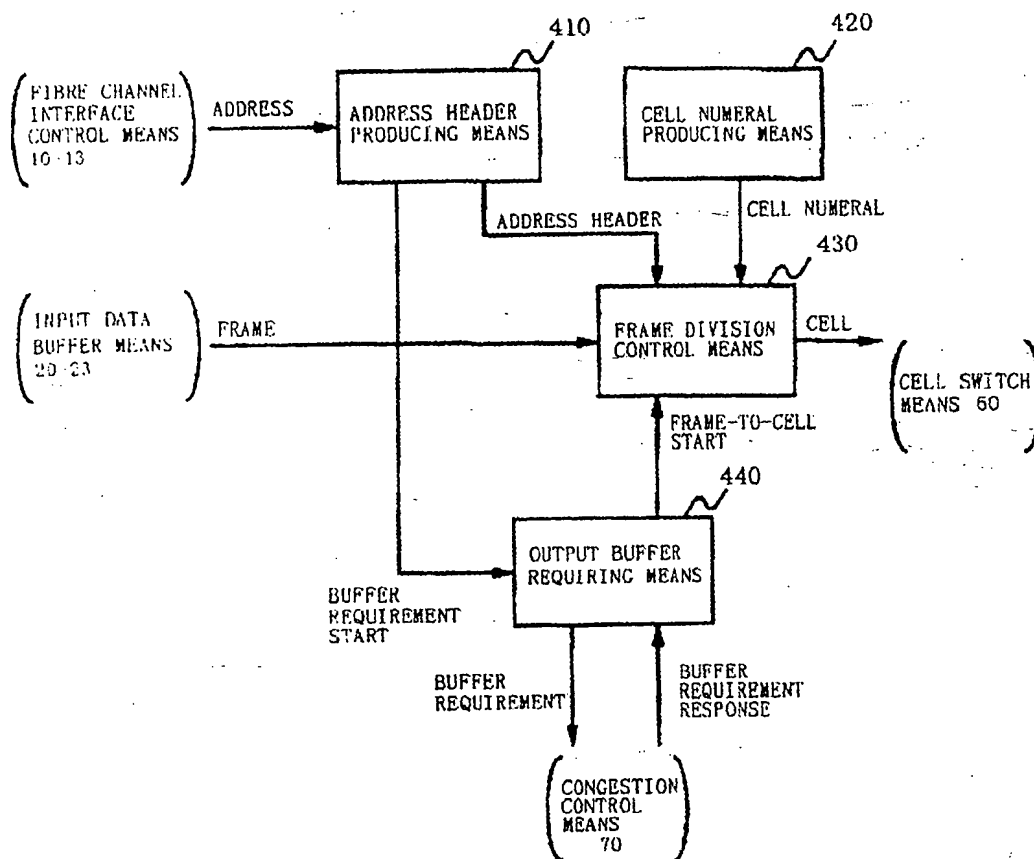 410
420
FIBRE CHANNEL
INTERFACE
CONTROL MEANS
10-13
ADDRESS
ADDRESS HEADER
PRODUCING MEANS
CELL NUMERAL
PRODUCING MEANS
ADDRESS HEADER
CELL NUMERAL
430
INPUT DATA
BUFFER MEANS
20-23
FRAME
FRAME DIVISION
CONTROL MEANS
CELL
CELL SWITCH
MEANS 60
FRAME-TO-CELL
START
440
OUTPUT BUFFER
REQUIRING MEANS
BUFFER
REQUIREMENT
START
BUFFER
REQUIREMENT
BUFFER
REQUIREMENT
RESPONSE
CONGESTION
CONTROL
MEANS
70